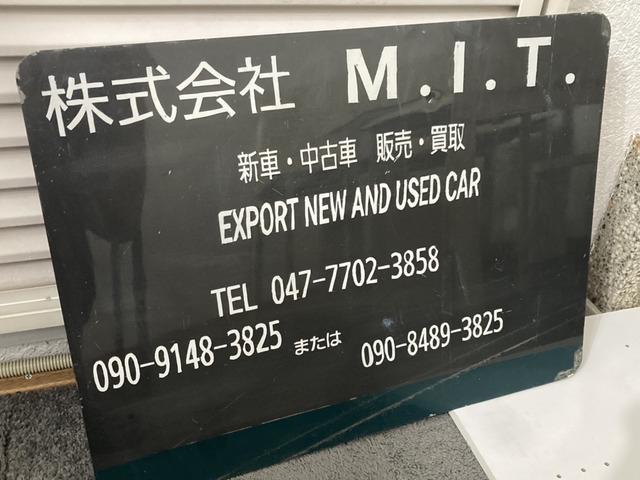 株式会社 M.I.T.
新車・中古車 販売・買取
EXPORT NEW AND USED CAR
TEL 047-7702-3858
090-9148-3825 または 090-8489-3825